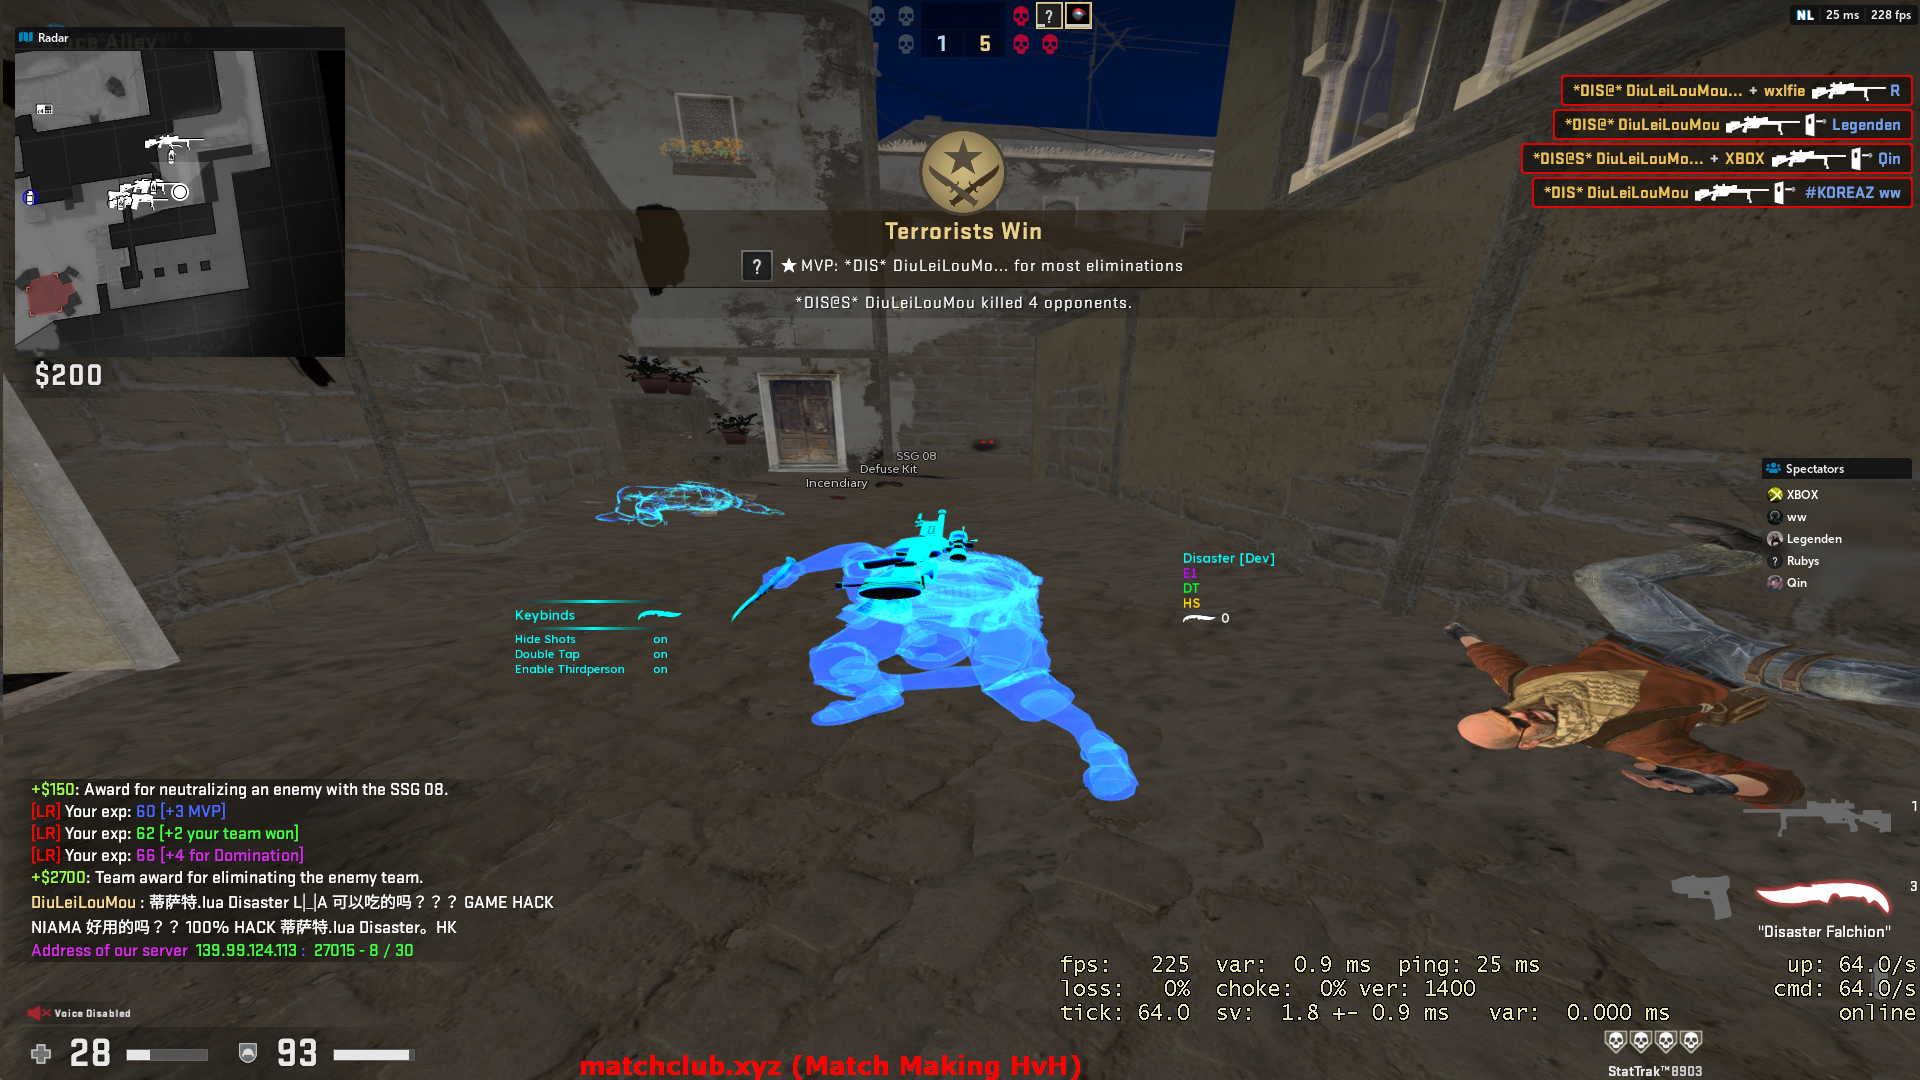 Radar
$200
1 5
?
NL 25 ms 228 fps
*DIS@* DiuLeiLouMou... + wxlfie R
*DIS@* DiuLeiLouMou Legenden
*DIS@S* DiuLeiLouMo... + XBOX Qin
*DIS* DiuLeiLouMou #KOREAZ ww
Terrorists Win
? ★ MVP: *DIS* DiuLeiLouMo... for most eliminations
*DIS@S* DiuLeiLouMou killed 4 opponents.
SSG 08
Defuse Kit
Incendiary
Spectators
XBOX
ww
Legenden
? Rubys
Qin
Disaster [Dev]
E1
DT
HS
0
Keybinds
Hide Shots on
Double Tap on
Enable Thirdperson on
+$150: Award for neutralizing an enemy with the SSG 08.
[LR] Your exp: 60 [+3 MVP]
[LR] Your exp: 62 [+2 your team won]
[LR] Your exp: 66 [+4 for Domination]
+$2700: Team award for eliminating the enemy team.
DiuLeiLouMou : 蒂萨特.lua Disaster L|_|A 可以吃的吗？？？ GAME HACK
NIAMA 好用的吗？？ 100% HACK 蒂萨特.lua Disaster。HK
Address of our server 139.99.124.113 : 27015 - 8 / 30
Voice Disabled
28 93
1
3
"Disaster Falchion"
fps: 225 var: 0.9 ms ping: 25 ms up: 64.0/s
loss: 0% choke: 0% ver: 1400 cmd: 64.0/s
tick: 64.0 sv: 1.8 +- 0.9 ms var: 0.000 ms online
StatTrak™8903
matchclub.xyz (Match Making HvH)